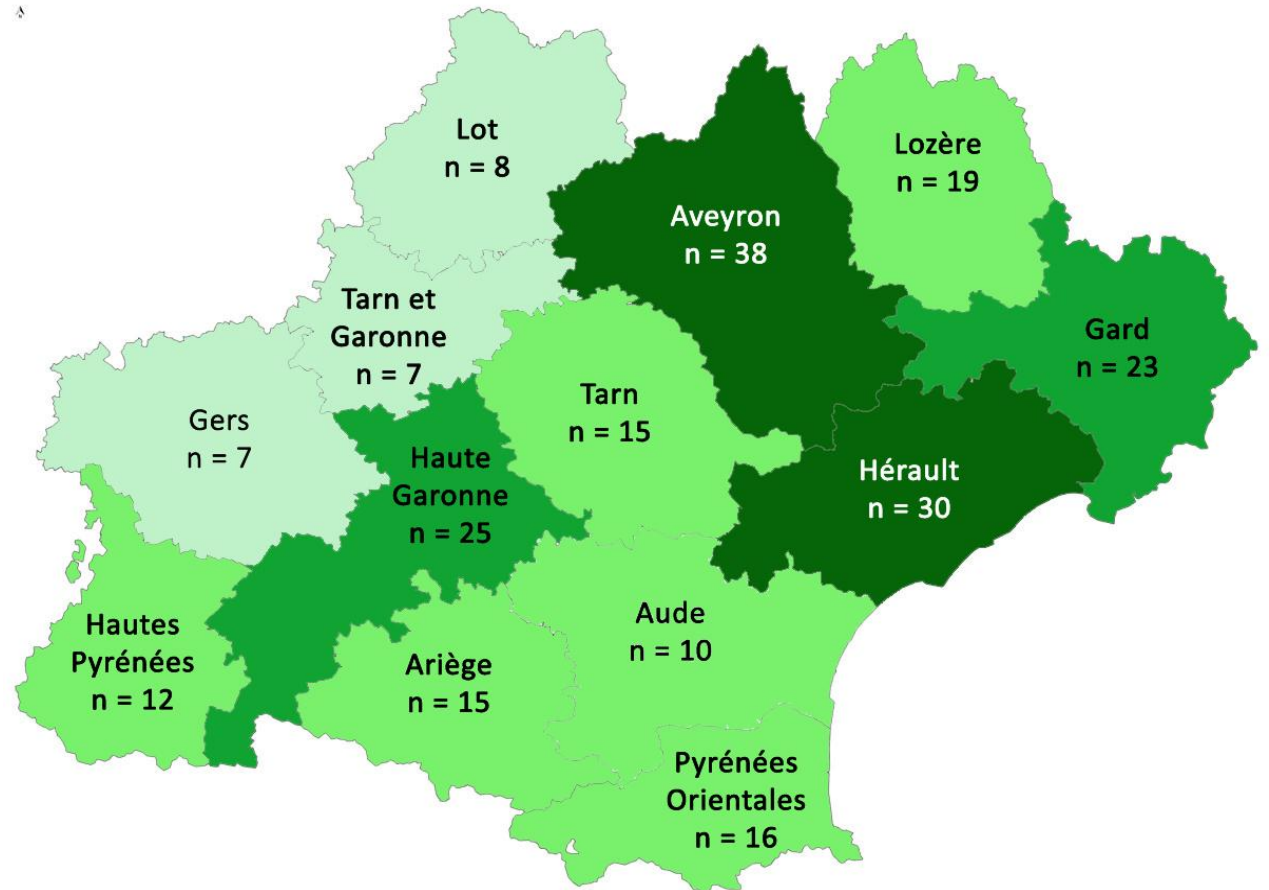 Lot
n = 8
Lozère
n = 19
Aveyron
n = 38
Tarn et
Garonne
n = 7
Gard
n = 23
Tarn
n = 15
Gers
n = 7
Haute
Garonne
n = 25
Hérault
n = 30
Hautes
Pyrénées
n = 12
Ariège
n = 15
Aude
n = 10
Pyrénées
Orientales
n = 16